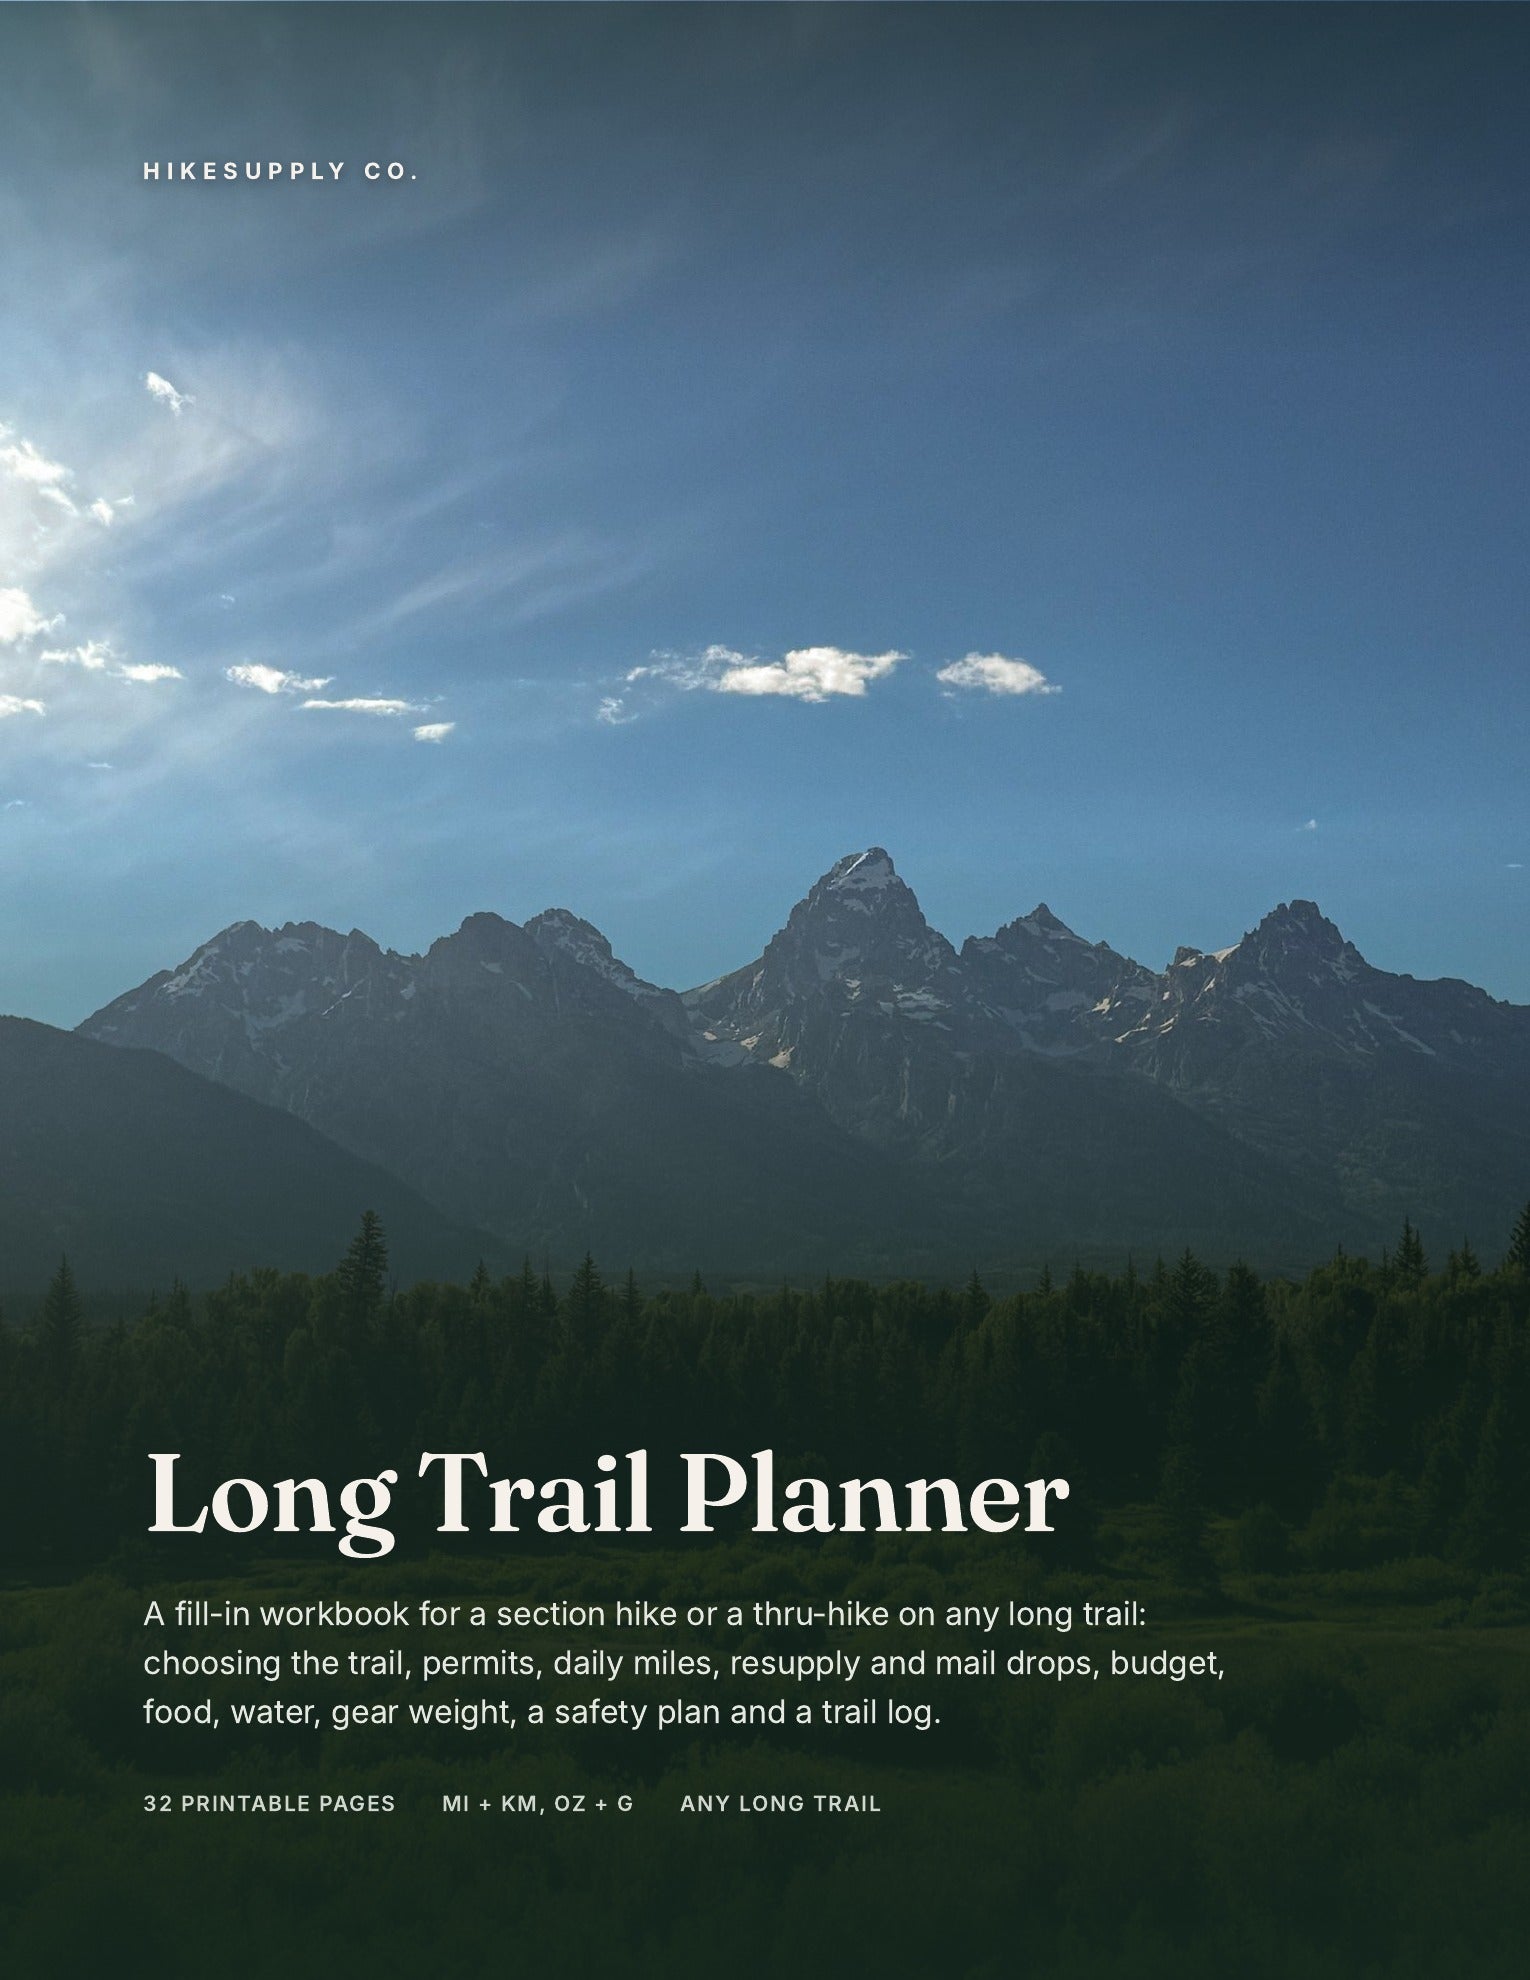 HIKESUPPLY CO.
Long Trail Planner
A fill-in workbook for a section hike or a thru-hike on any long trail:
choosing the trail, permits, daily miles, resupply and mail drops, budget,
food, water, gear weight, a safety plan and a trail log.
32 PRINTABLE PAGES MI + KM, OZ + G ANY LONG TRAIL